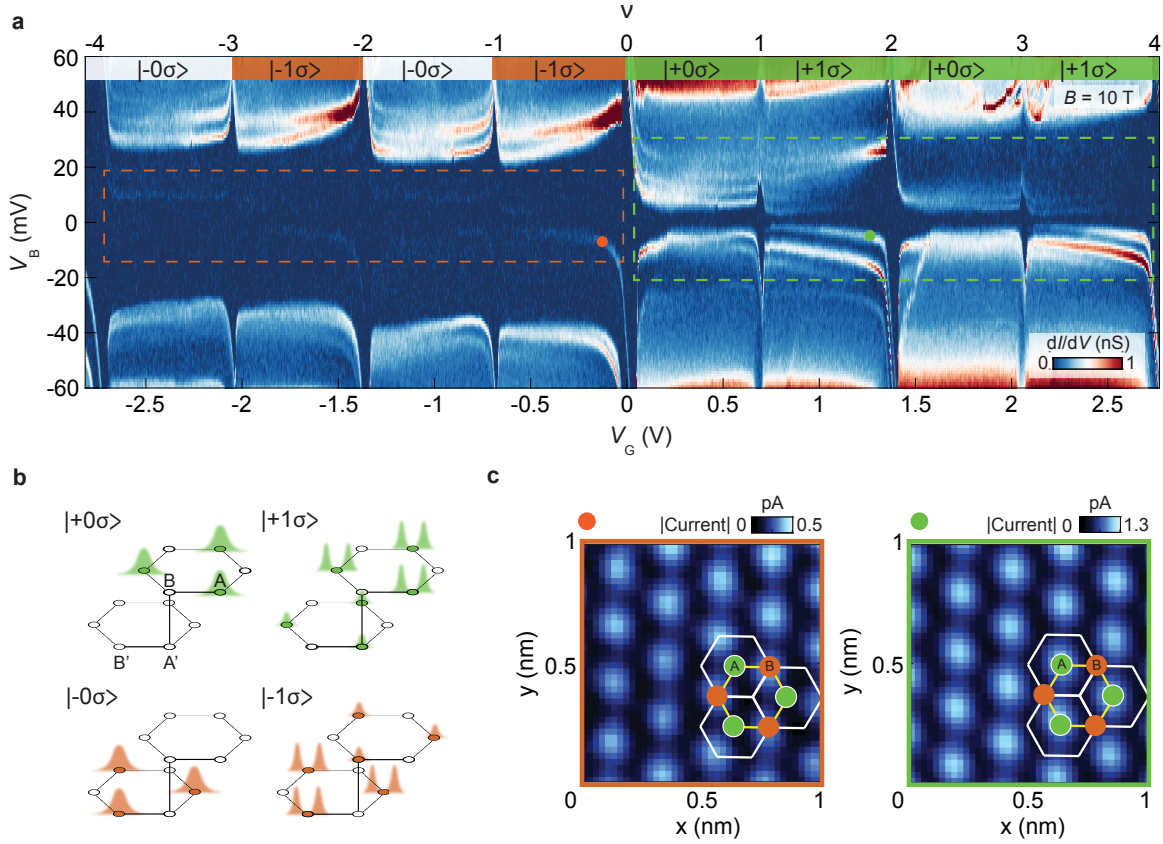 ν
a
-4 -3 -2 -1 0 1 2 3 4
60 |-0σ⟩ |-1σ⟩ |-0σ⟩ |-1σ⟩ |+0σ⟩ |+1σ⟩ |+0σ⟩ |+1σ⟩
B = 10 T
40
20
0
V_B (mV)
-20
-40
dI/dV (nS)
0. 1
-60
-2.5 -2 -1.5 -1 -0.5 0 0.5 1 1.5 2 2.5
V_G (V)
b
|+0σ⟩ |+1σ⟩
B A
B' A'
|-0σ⟩ |-1σ⟩
c
pA
|Current| 0 0.5
1
A B
0.5
y (nm)
0 0.5 1
x (nm)
pA
|Current| 0 1.3
1
A B
0.5
y (nm)
0 0.5 1
x (nm)